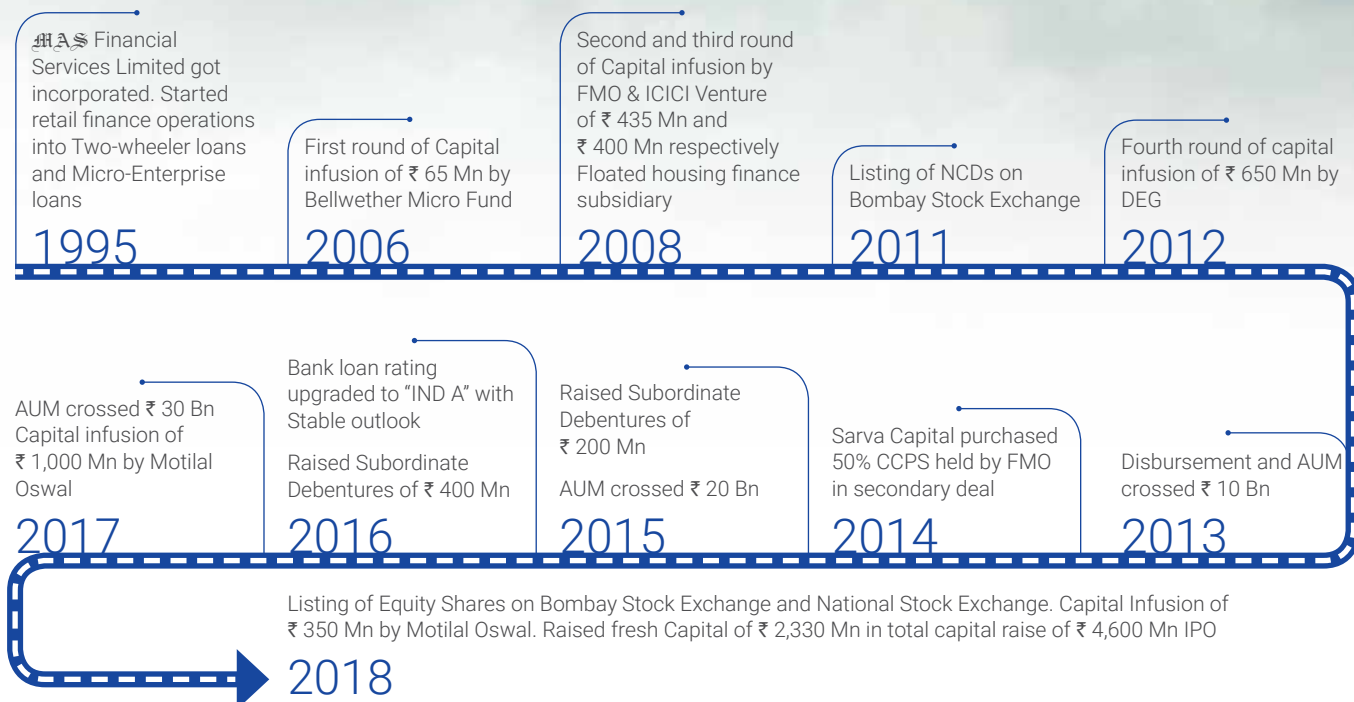 MAS Financial
Services Limited got
incorporated. Started
retail finance operations
into Two-wheeler loans
and Micro-Enterprise
loans
1995
First round of Capital
infusion of ₹ 65 Mn by
Bellwether Micro Fund
2006
Second and third round
of Capital infusion by
FMO & ICICI Venture
of ₹ 435 Mn and
₹ 400 Mn respectively
Floated housing finance
subsidiary
2008
Listing of NCDs on
Bombay Stock Exchange
2011
Fourth round of capital
infusion of ₹ 650 Mn by
DEG
2012
Disbursement and AUM
crossed ₹ 10 Bn
2013
Sarva Capital purchased
50% CCPS held by FMO
in secondary deal
2014
Raised Subordinate
Debentures of
₹ 200 Mn
AUM crossed ₹ 20 Bn
2015
Bank loan rating
upgraded to “IND A” with
Stable outlook
Raised Subordinate
Debentures of ₹ 400 Mn
2016
AUM crossed ₹ 30 Bn
Capital infusion of
₹ 1,000 Mn by Motilal
Oswal
2017
Listing of Equity Shares on Bombay Stock Exchange and National Stock Exchange. Capital Infusion of
₹ 350 Mn by Motilal Oswal. Raised fresh Capital of ₹ 2,330 Mn in total capital raise of ₹ 4,600 Mn IPO
2018